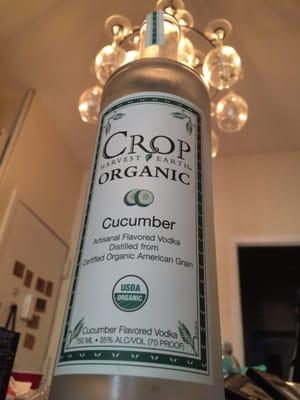 CROP
HARVEST EARTH
ORGANIC
Cucumber
Artisanal Flavored Vodka
Distilled from
Certified Organic American Grain
USDA
ORGANIC
Cucumber Flavored Vodka
750 ML • 35% ALC/VOL (70 PROOF)